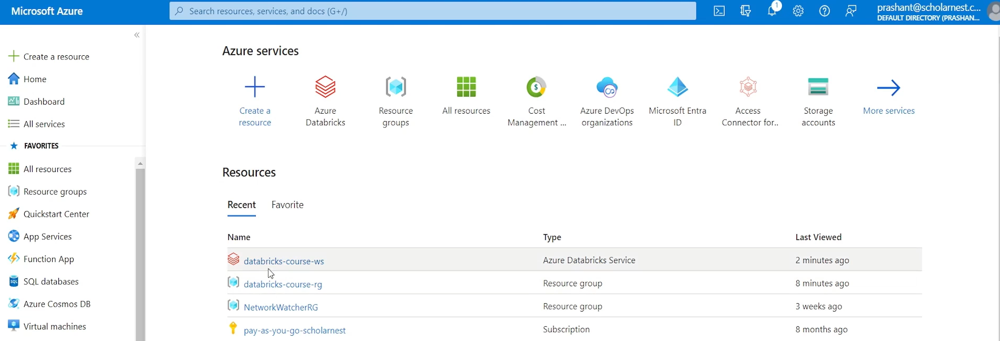 Microsoft Azure
Search resources, services, and docs (G+/)
1
prashant@scholarnest.c...
DEFAULT DIRECTORY (PRASHAN...
Create a resource
Home
Dashboard
All services
FAVORITES
All resources
Resource groups
Quickstart Center
App Services
Function App
SQL databases
Azure Cosmos DB
Virtual machines
Azure services
Create a
resource
Azure
Databricks
Resource
groups
All resources
Cost
Management ...
Azure DevOps
organizations
Microsoft Entra
ID
Access
Connector for..
Storage
accounts
More services
Resources
Recent Favorite
Name Type Last Viewed
databricks-course-ws Azure Databricks Service 2 minutes ago
databricks-course-rg Resource group 8 minutes ago
NetworkWatcherRG Resource group 3 weeks ago
pay-as-you-go-scholarnest Subscription 8 months ago